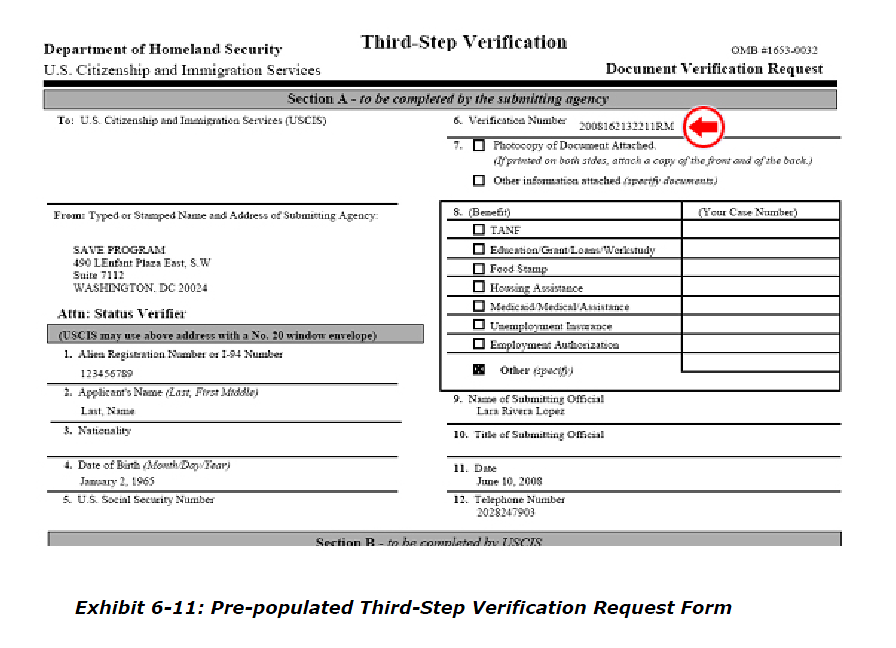 Department of Homeland Security
U.S. Citizenship and Immigration Services
Third-Step Verification
OMB #1653-0032
Document Verification Request
Section A - to be completed by the submitting agency
To: U.S. Citizenship and Immigration Services (USCIS)
From: Typed or Stamped Name and Address of Submitting Agency:
SAVE PROGRAM
490 LEnfant Plaza East, S.W
Suite 7112
WASHINGTON, DC 20024
Attn: Status Verifier
(USCIS may use above address with a No. 20 window envelope)
1. Alien Registration Number or I-94 Number
123456789
2. Applicant's Name (Last, First Middle)
Last, Name
3. Nationality
4. Date of Birth (Month/Day/Year)
January 2, 1965
5. U.S. Social Security Number
6. Verification Number 2008162132211RM
7. Photocopy of Document Attached.
(If printed on both sides, attach a copy of the front and of the back.)
Other information attached (specify documents)
8. (Benefit) (Your Case Number)
TANF
Education/Grant/Loans/Workstudy
Food Stamp
Housing Assistance
Medicaid/Medical/Assistance
Unemployment Insurance
Employment Authorization
Other (specify)
9. Name of Submitting Official
Lara Rivera Lopez
10. Title of Submitting Official
11. Date
June 10, 2008
12. Telephone Number
2028247903
Section B - to be completed by USCIS
Exhibit 6-11: Pre-populated Third-Step Verification Request Form